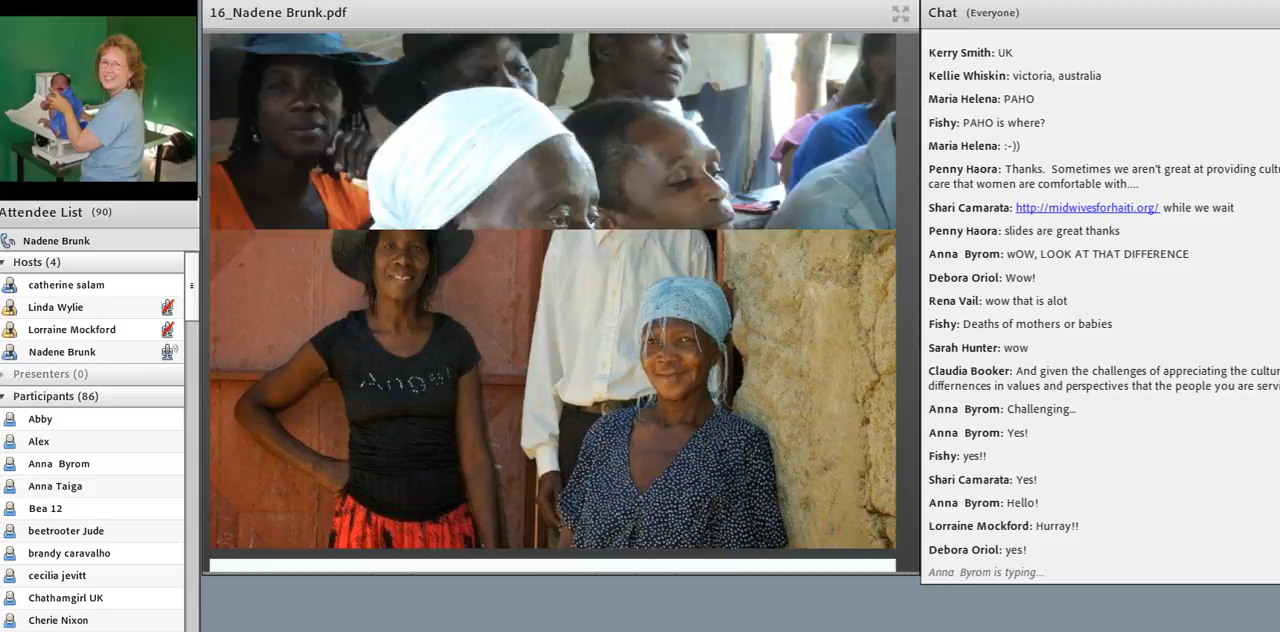 16_Nadene Brunk.pdf
Angel
Attendee List (90)
Nadene Brunk
Hosts (4)
catherine salam
Linda Wylie
Lorraine Mockford
Nadene Brunk
Presenters (0)
Participants (86)
Abby
Alex
Anna Byrom
Anna Taiga
Bea 12
beetrooter Jude
brandy caravalho
cecilia jevitt
Chathamgirl UK
Cherie Nixon
Chat (Everyone)
Kerry Smith: UK
Kellie Whiskin: victoria, australia
Maria Helena: PAHO
Fishy: PAHO is where?
Maria Helena: :-))
Penny Haora: Thanks. Sometimes we aren't great at providing cultu
care that women are comfortable with....
Shari Camarata: http://midwivesforhaiti.org/ while we wait
Penny Haora: slides are great thanks
Anna Byrom: wOW, LOOK AT THAT DIFFERENCE
Debora Oriol: Wow!
Rena Vail: wow that is alot
Fishy: Deaths of mothers or babies
Sarah Hunter: wow
Claudia Booker: And given the challenges of appreciating the cultur
differnences in values and perspectives that the people you are servi
Anna Byrom: Challenging...
Anna Byrom: Yes!
Fishy: yes!!
Shari Camarata: Yes!
Anna Byrom: Hello!
Lorraine Mockford: Hurray!!
Debora Oriol: yes!
Anna Byrom is typing...